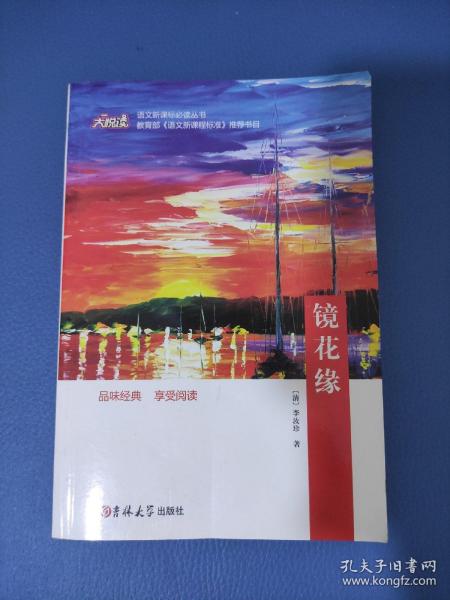 大悦读
语文新课标必读丛书
教育部《语文新课程标准》推荐书目
镜花缘
品味经典 享受阅读
[清] 李汝珍 著
吉林大学出版社
孔夫子旧书网
www.kongfz.com